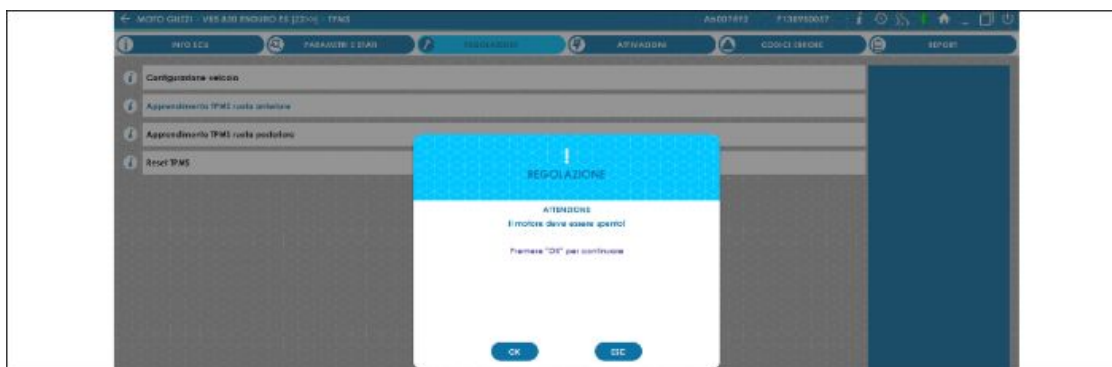 MOTO GUZZI - V85 850 ENDURO E5 [22>>] - TPMS
INFO ECU
PARAMETRI E STATI
REGOLAZIONI
ATTIVAZIONI
CODICI ERRORE
REPORT
Configurazione veicolo
Apprendimento TPMS ruota anteriore
Apprendimento TPMS ruota posteriore
Reset TPMS
!
REGOLAZIONE
ATTENZIONE
Il motore deve essere spento!
Premere "OK" per continuare
OK
ESC